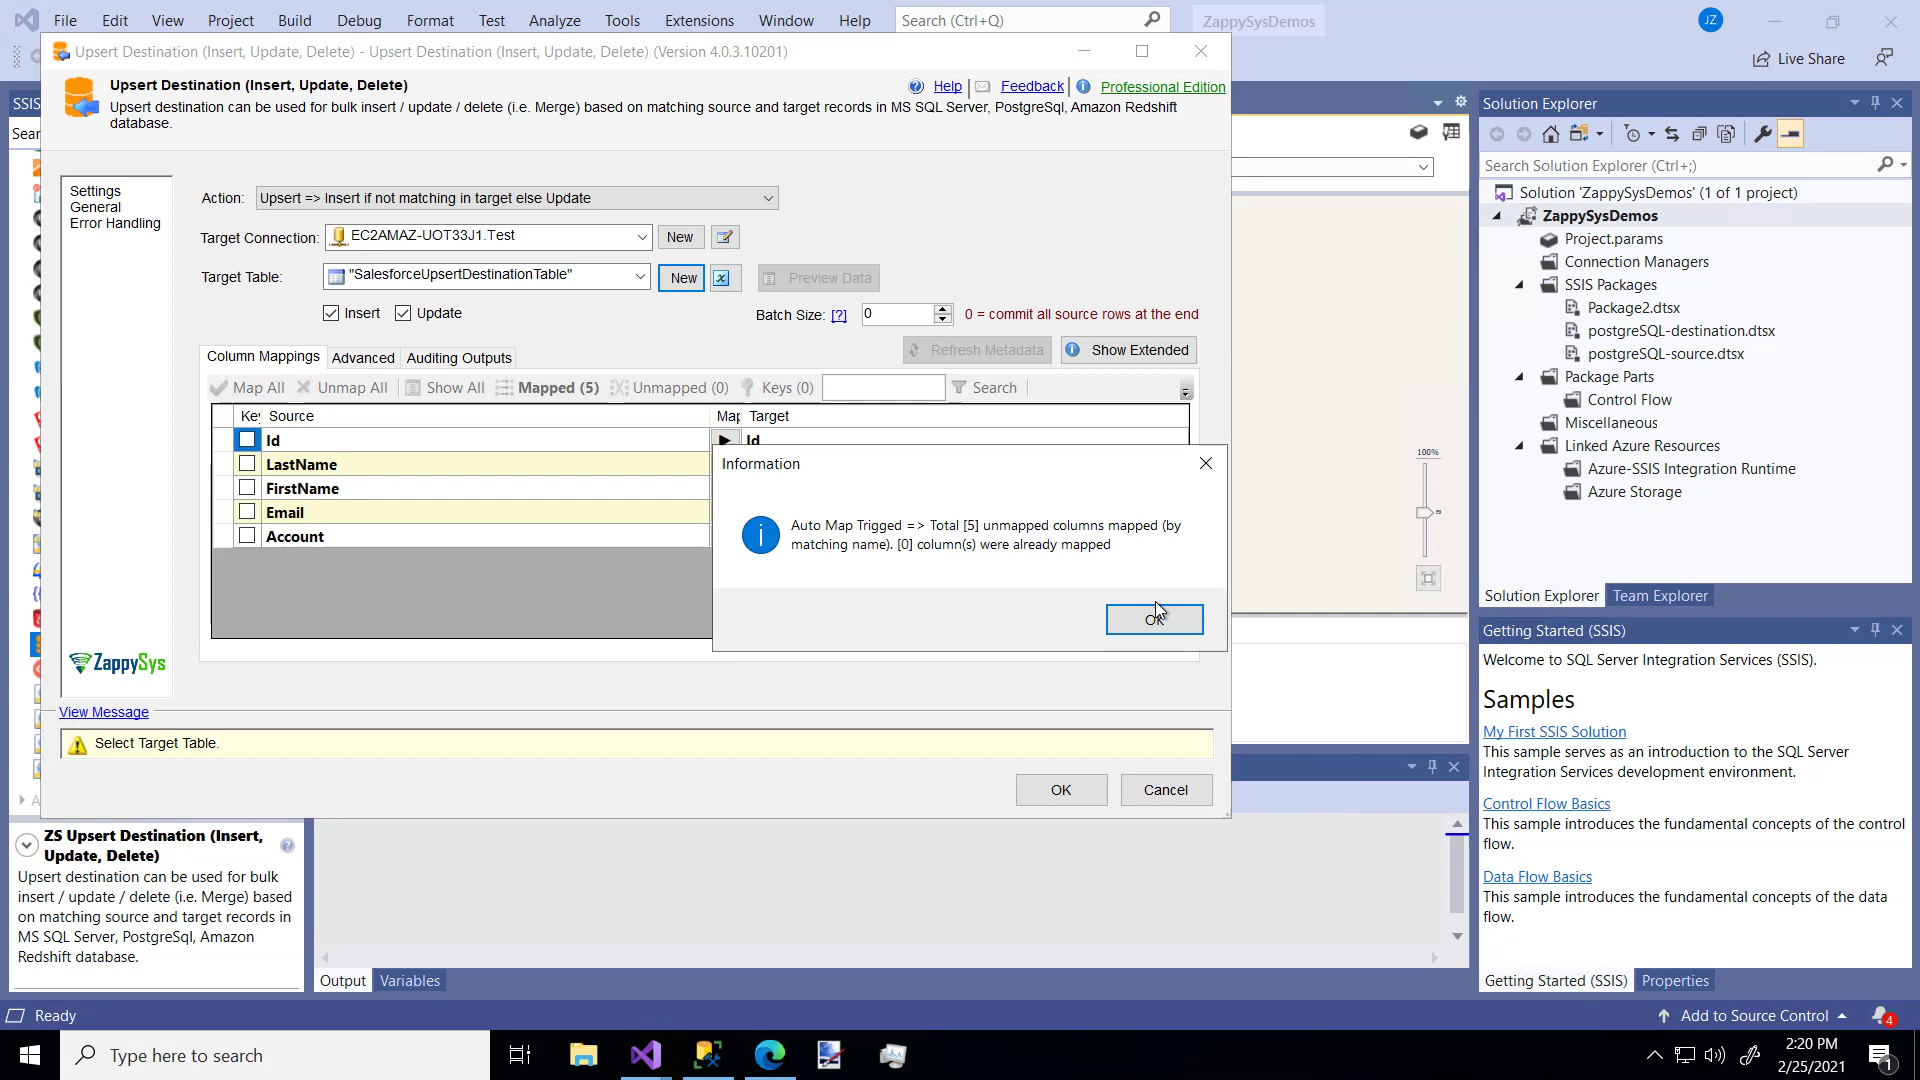 File Edit View Project Build Debug Format Test Analyze Tools Extensions Window Help Search (Ctrl+Q) ZappySysDemos JZ
Live Share
Upsert Destination (Insert, Update, Delete) - Upsert Destination (Insert, Update, Delete) (Version 4.0.3.10201)
Upsert Destination (Insert, Update, Delete)
Help | Feedback | Professional Edition
Upsert destination can be used for bulk insert / update / delete (i.e. Merge) based on matching source and target records in MS SQL Server, PostgreSql, Amazon Redshift
database.
SSIS
Sear
Settings
General
Error Handling
ZappySys
Action: Upsert => Insert if not matching in target else Update
Target Connection: EC2AMAZ-UOT33J1.Test New
Target Table: "SalesforceUpsertDestinationTable" New Preview Data
Insert Update Batch Size: [?] 0 0 = commit all source rows at the end
Column Mappings Advanced Auditing Outputs Refresh Metadata Show Extended
Map All Unmap All Show All Mapped (5) Unmapped (0) Keys (0) Search
Key Source Map Target
Id Id
LastName
FirstName
Email
Account
Information
Auto Map Trigged => Total [5] unmapped columns mapped (by
matching name). [0] column(s) were already mapped
OK
View Message
Select Target Table.
OK Cancel
100%
Solution Explorer
Search Solution Explorer (Ctrl+;)
Solution 'ZappySysDemos' (1 of 1 project)
ZappySysDemos
Project.params
Connection Managers
SSIS Packages
Package2.dtsx
postgreSQL-destination.dtsx
postgreSQL-source.dtsx
Package Parts
Control Flow
Miscellaneous
Linked Azure Resources
Azure-SSIS Integration Runtime
Azure Storage
Solution Explorer Team Explorer
Getting Started (SSIS)
Welcome to SQL Server Integration Services (SSIS).
Samples
My First SSIS Solution
This sample serves as an introduction to the SQL Server
Integration Services development environment.
Control Flow Basics
This sample introduces the fundamental concepts of the control
flow.
Data Flow Basics
This sample introduces the fundamental concepts of the data
flow.
Getting Started (SSIS) Properties
ZS Upsert Destination (Insert,
Update, Delete)
Upsert destination can be used for bulk
insert / update / delete (i.e. Merge) based
on matching source and target records in
MS SQL Server, PostgreSql, Amazon
Redshift database.
Output Variables
Ready Add to Source Control 4
Type here to search
2:20 PM
2/25/2021
1